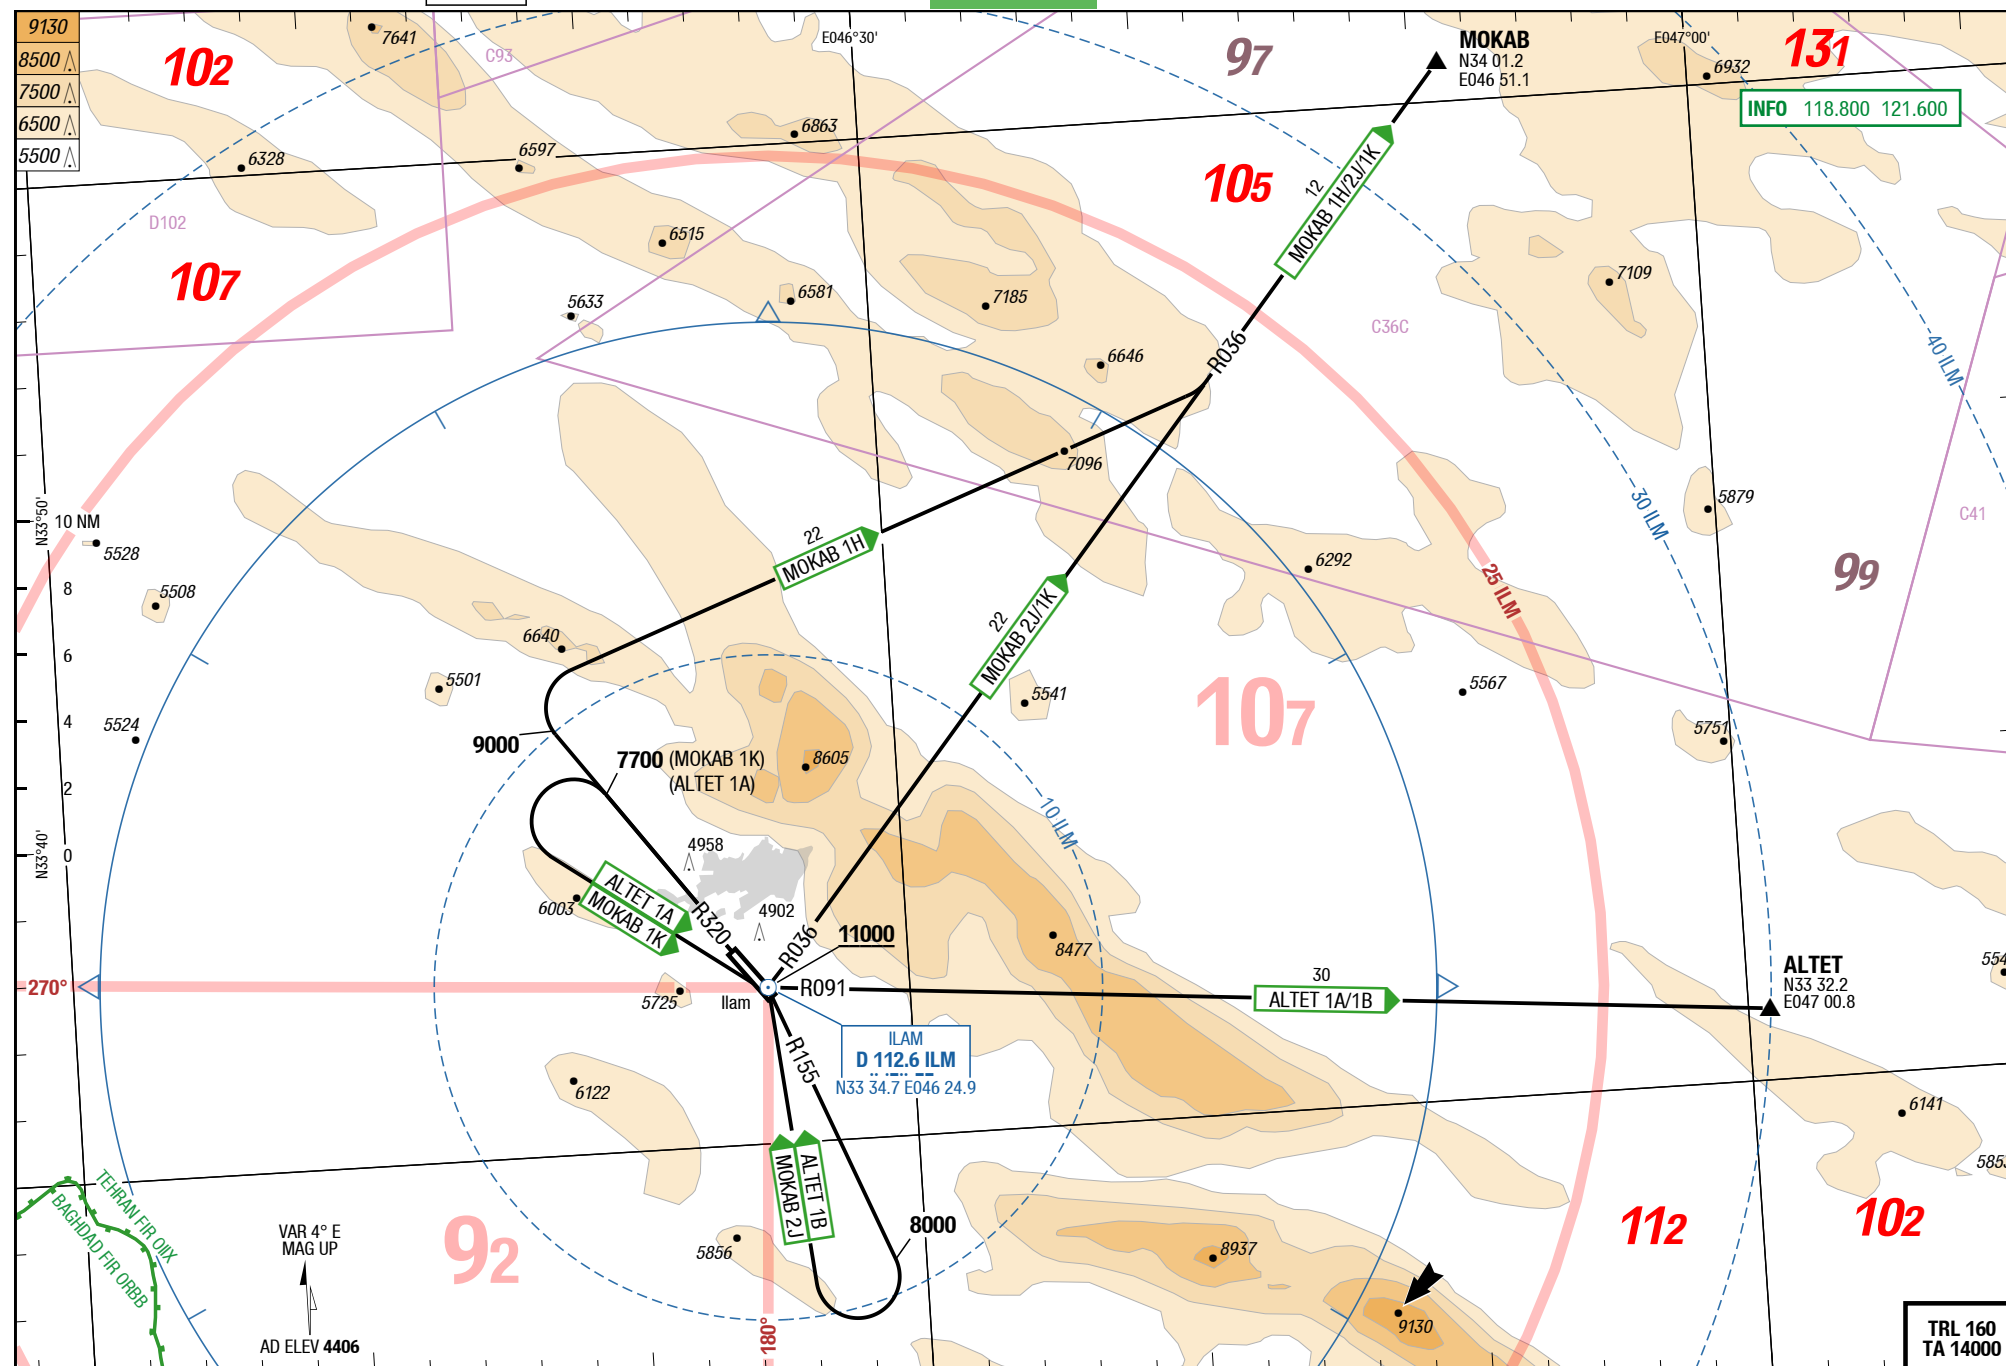 9130
8500
7500
6500
5500
7641
C93
E046°30'
97
MOKAB
N34 01.2
E046 51.1
E047°00'
131
6932
INFO 118.800 121.600
102
6328
6597
6863
105
12
MOKAB 1H/2J/1K
D102
107
6515
6581
5633
7185
7109
C36C
R036
6646
40 ILM
7096
N33°50'
10 NM
5528
22
MOKAB 1H
5879
30 ILM
C41
6292
99
25 ILM
8
5508
22
MOKAB 2J/1K
6640
6
5501
5541
5567
107
4
5524
9000
7700 (MOKAB 1K)
(ALTET 1A)
8605
5751
2
10 ILM
N33°40'
0
4958
ALTET 1A
MOKAB 1K
6003
R320
4902
R036
11000
8477
270°
5725
Ilam
R091
30
ALTET 1A/1B
ALTET
N33 32.2
E047 00.8
554
ILAM
D 112.6 ILM
N33 34.7 E046 24.9
R155
6122
6141
MOKAB 2J
ALTET 1B
585
TEHRAN FIR OIIX
BAGHDAD FIR ORBB
VAR 4° E
MAG UP
92
5856
8000
8937
112
102
9130
180°
AD ELEV 4406
TRL 160
TA 14000